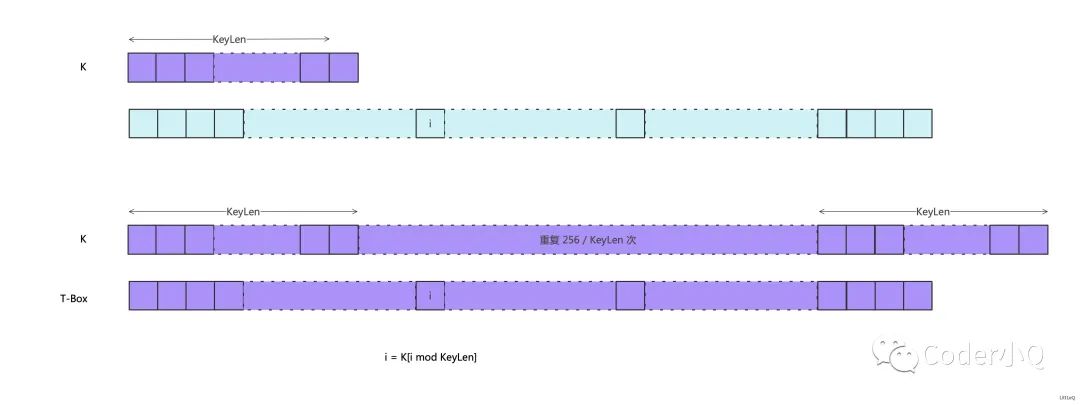 KeyLen
K
i
KeyLen
KeyLen
K
重复 256 / KeyLen 次
T-Box
i
i = K[i mod KeyLen]
Coder小Q
LittleQ